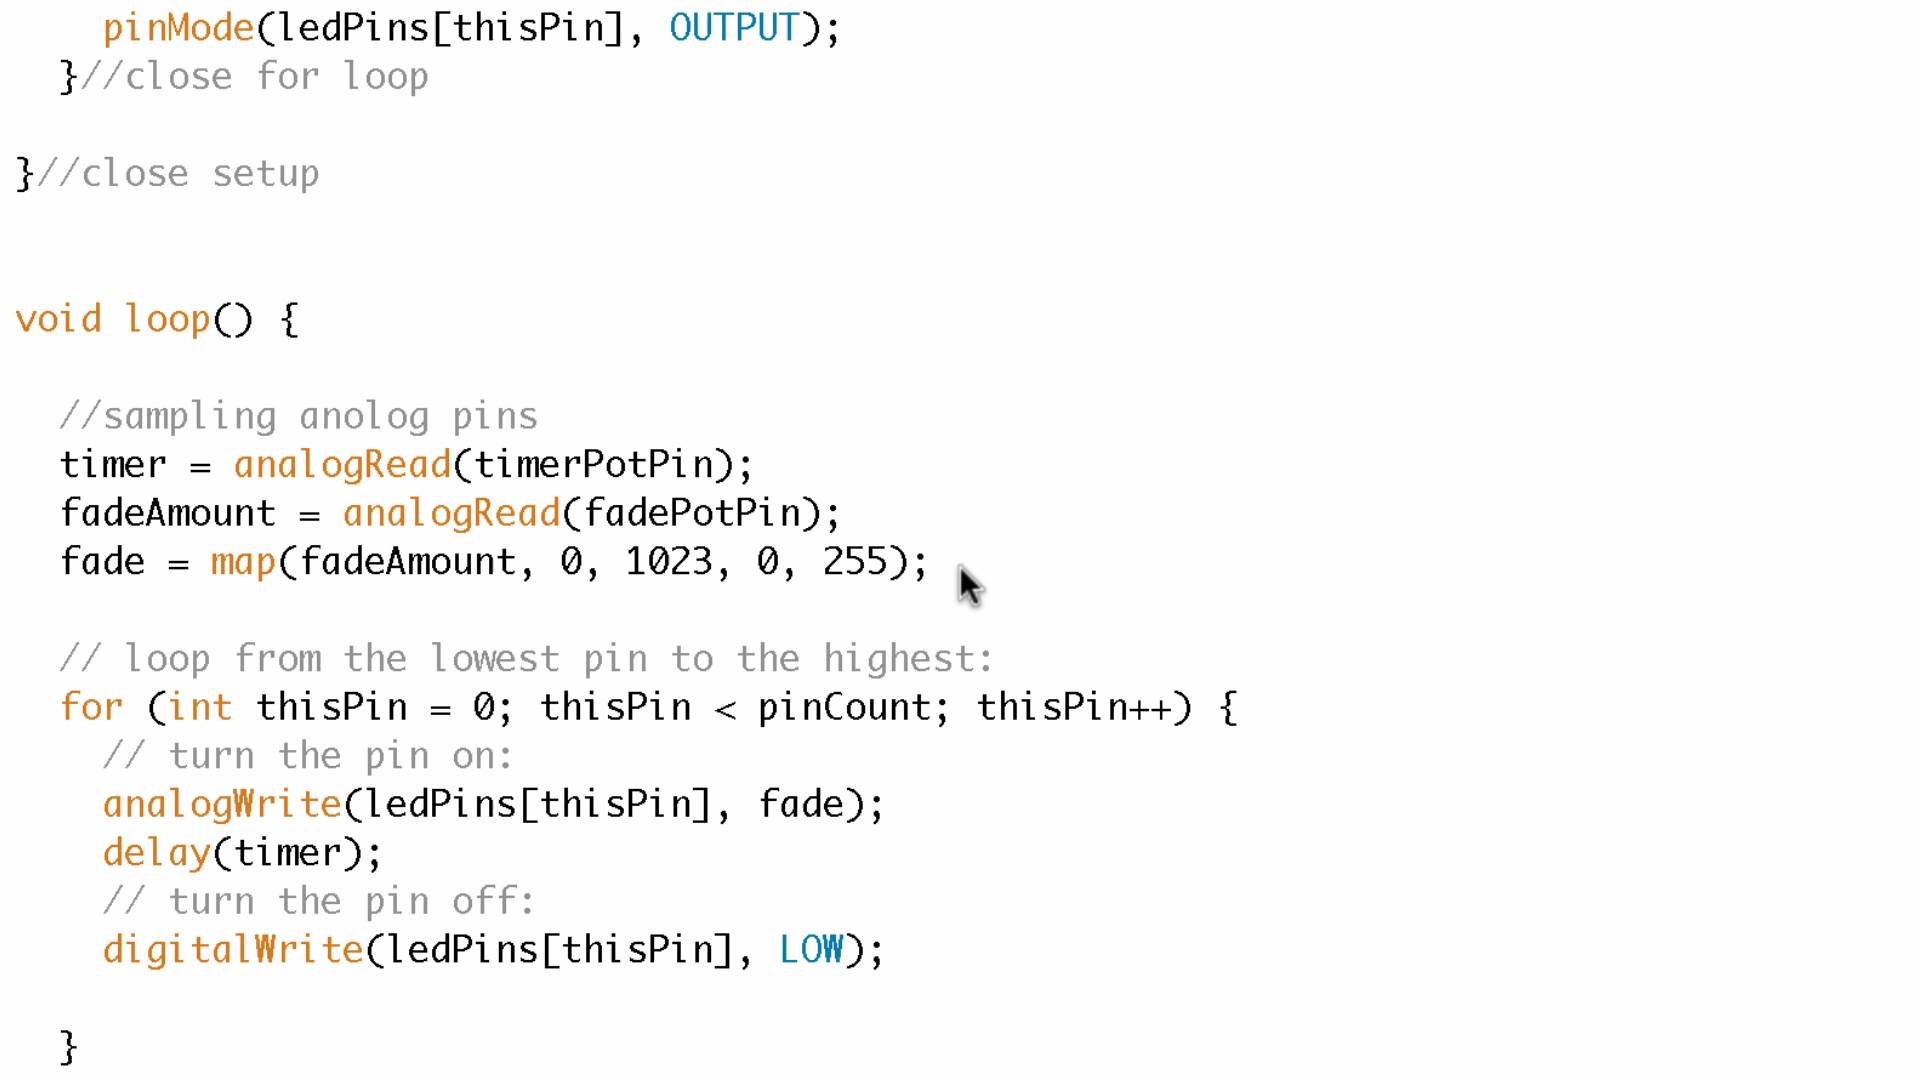 pinMode(ledPins[thisPin], OUTPUT);
}//close for loop
}//close setup
void loop() {
//sampling anolog pins
timer = analogRead(timerPotPin);
fadeAmount = analogRead(fadePotPin);
fade = map(fadeAmount, 0, 1023, 0, 255);
// loop from the lowest pin to the highest:
for (int thisPin = 0; thisPin < pinCount; thisPin++) {
// turn the pin on:
analogWrite(ledPins[thisPin], fade);
delay(timer);
// turn the pin off:
digitalWrite(ledPins[thisPin], LOW);
}